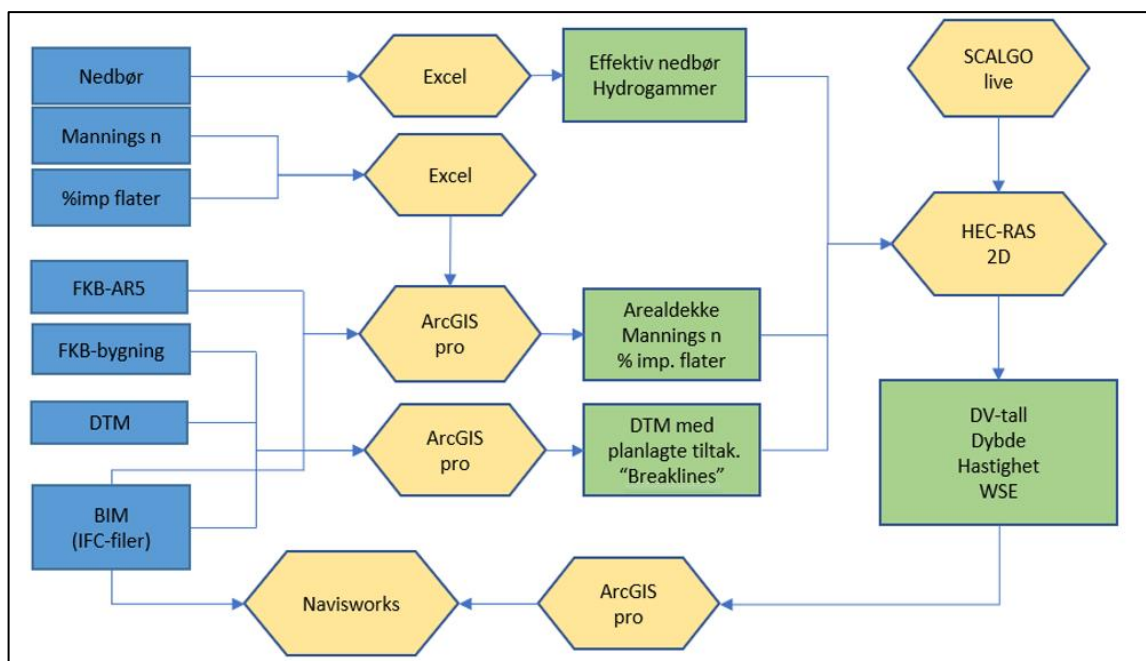 Nedbør
Excel
Effektiv nedbør
Hydrogammer
SCALGO
live
Mannings n
%imp flater
Excel
HEC-RAS
2D
FKB-AR5
FKB-bygning
ArcGIS
pro
Arealdekke
Mannings n
% imp. flater
DTM
ArcGIS
pro
DTM med
planlagte tiltak.
“Breaklines”
DV-tall
Dybde
Hastighet
WSE
BIM
(IFC-filer)
Navisworks
ArcGIS
pro